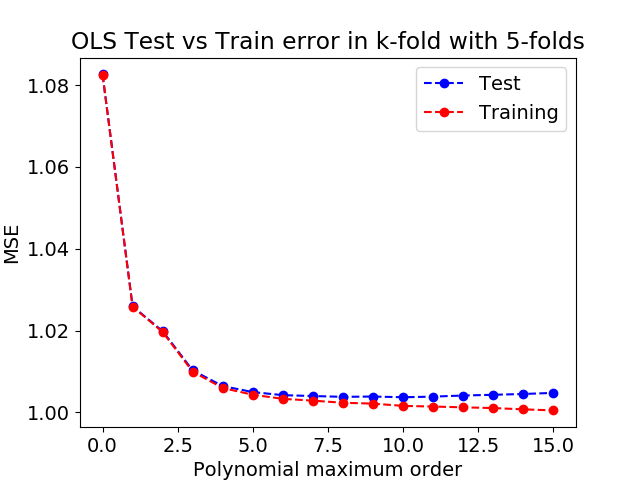 OLS Test vs Train error in k-fold with 5-folds
Test
Training
1.08
1.06
1.04
1.02
1.00
MSE
0.0 2.5 5.0 7.5 10.0 12.5 15.0
Polynomial maximum order